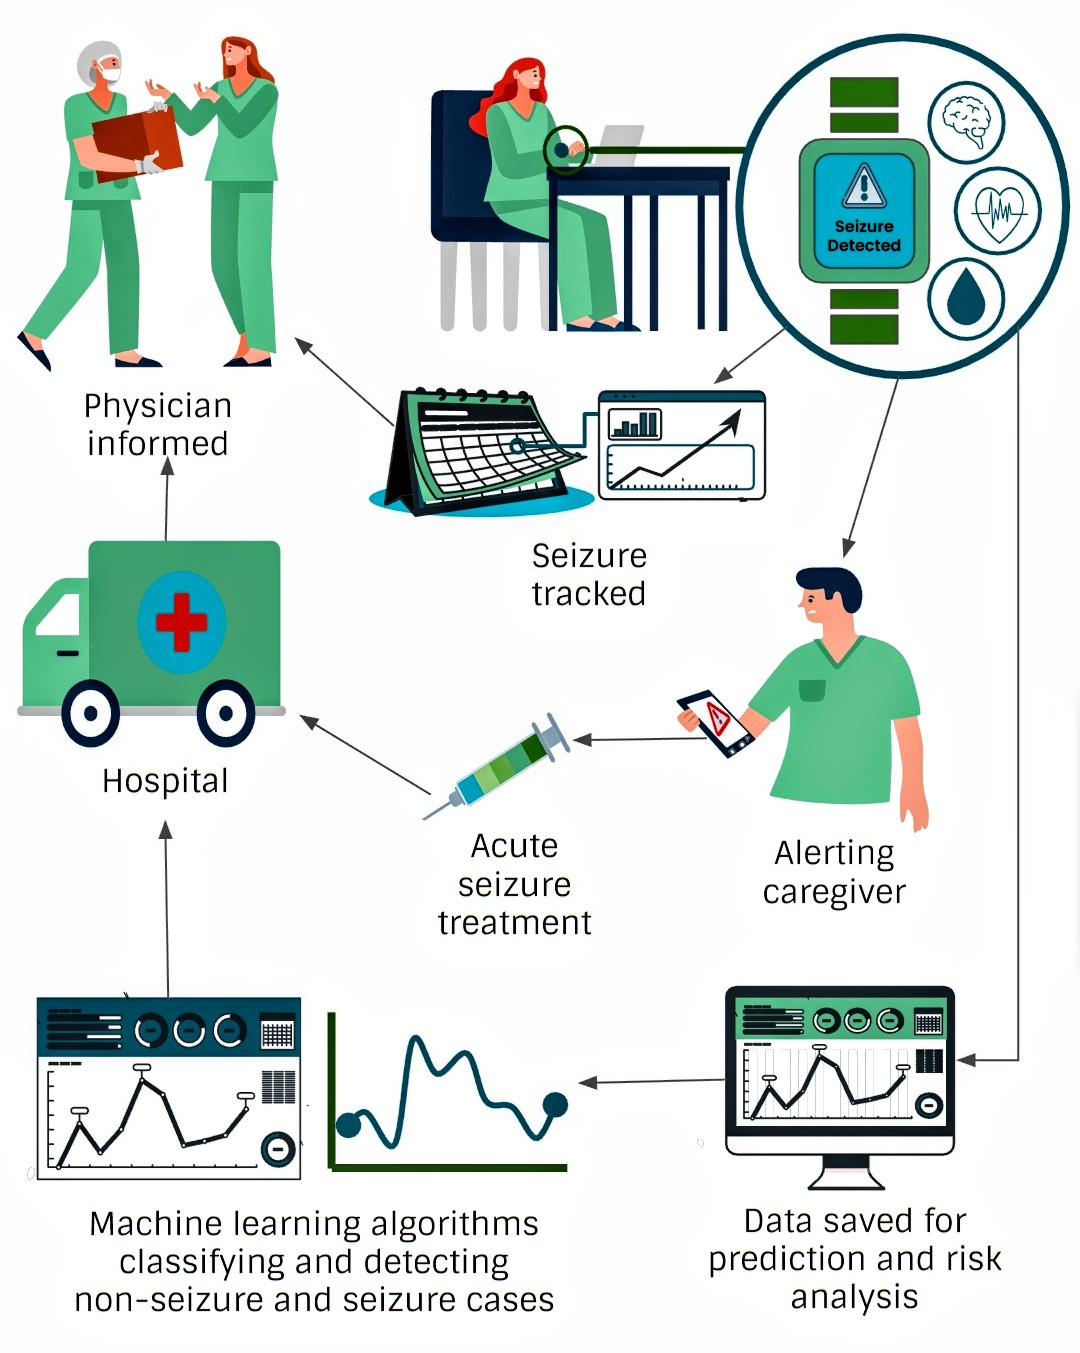 Seizure
Detected
Physician
informed
Seizure
tracked
Hospital
Acute
seizure
treatment
Alerting
caregiver
Machine learning algorithms
classifying and detecting
non-seizure and seizure cases
Data saved for
prediction and risk
analysis